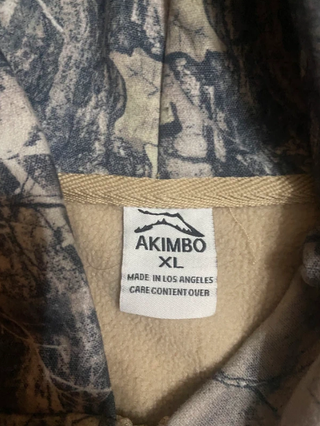 AKIMBO
XL
MADE IN LOS ANGELES
CARE CONTENT OVER